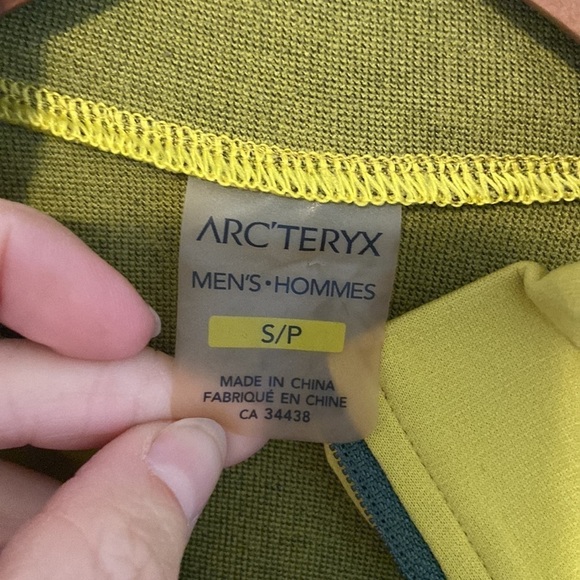 ARC'TERYX
MEN'S•HOMMES
S/P
MADE IN CHINA
FABRIQUÉ EN CHINE
CA 34438